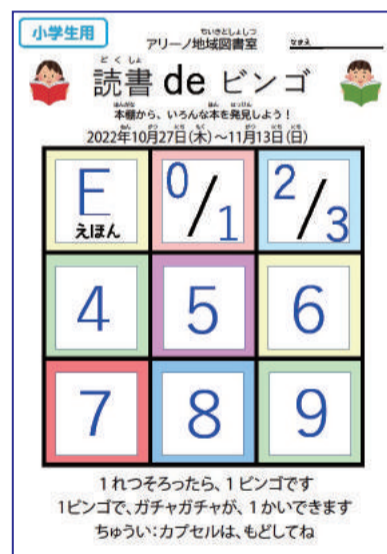 小学生用
アリーノ地域図書室 なまえ
読書 de ビンゴ
本棚から、いろんな本を発見しよう!
2022年10月27日(木)~11月13日(日)
E 0/1 2/3
えほん
4 5 6
7 8 9
1れつそろったら、1ビンゴです
1ビンゴで、ガチャガチャが、1かいできます
ちゅうい:カプセルは、もどしてね